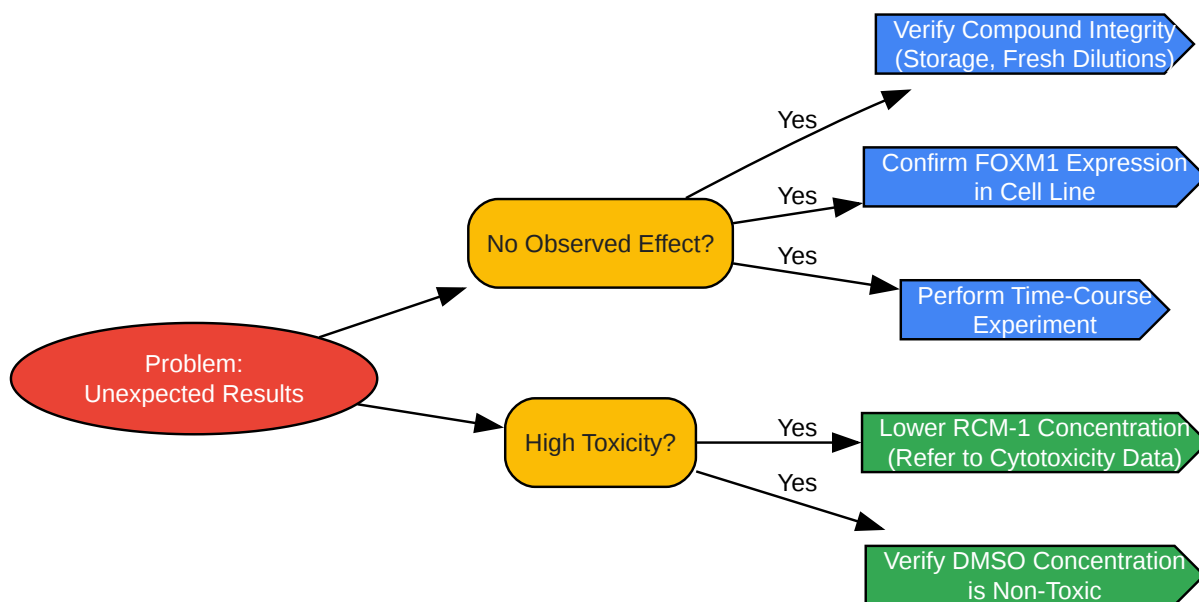 Verify Compound Integrity
(Storage, Fresh Dilutions)
Yes
Confirm FOXM1 Expression
in Cell Line
Yes
No Observed Effect?
Yes
Perform Time-Course
Experiment
Problem:
Unexpected Results
High Toxicity?
Yes
Lower RCM-1 Concentration
(Refer to Cytotoxicity Data)
Yes
Verify DMSO Concentration
is Non-Toxic